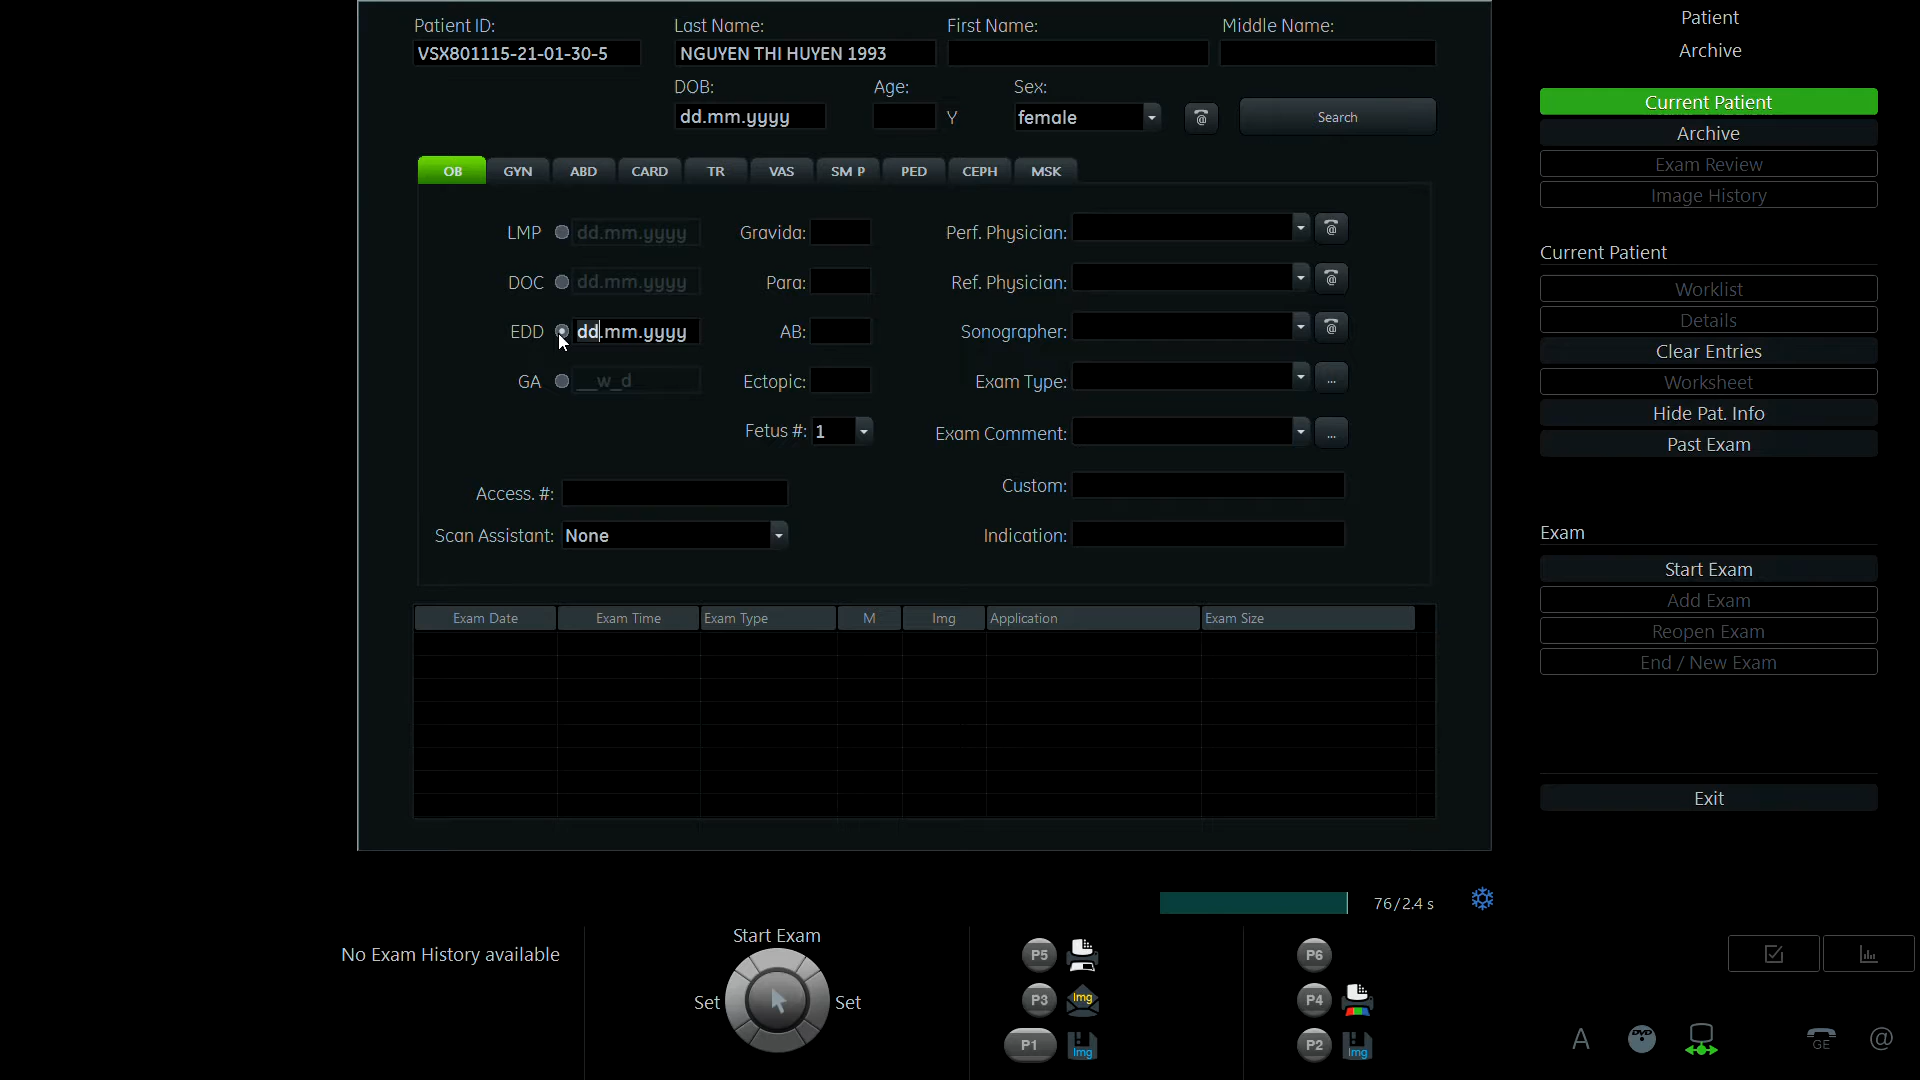 Patient ID: Last Name: First Name: Middle Name:
VSX801115-21-01-30-5 NGUYEN THI HUYEN 1993
DOB: Age: Sex:
dd.mm.yyyy Y female Search
OB GYN ABD CARD TR VAS SM P PED CEPH MSK
LMP dd.mm.yyyy Gravida: Perf. Physician:
DOC dd.mm.yyyy Para: Ref. Physician:
EDD dd.mm.yyyy AB: Sonographer:
GA __w_d Ectopic: Exam Type: ...
Fetus #: 1 Exam Comment: ...
Access. #: Custom:
Scan Assistant: None Indication:
Exam Date Exam Time Exam Type M Img Application Exam Size
76/2.4 s
No Exam History available
Start Exam
Set Set
P5 P6
P3 Img P4
P1 Img P2 Img
Patient
Archive
Current Patient
Archive
Exam Review
Image History
Current Patient
Worklist
Details
Clear Entries
Worksheet
Hide Pat. Info
Past Exam
Exam
Start Exam
Add Exam
Reopen Exam
End / New Exam
Exit
A DVD GE @